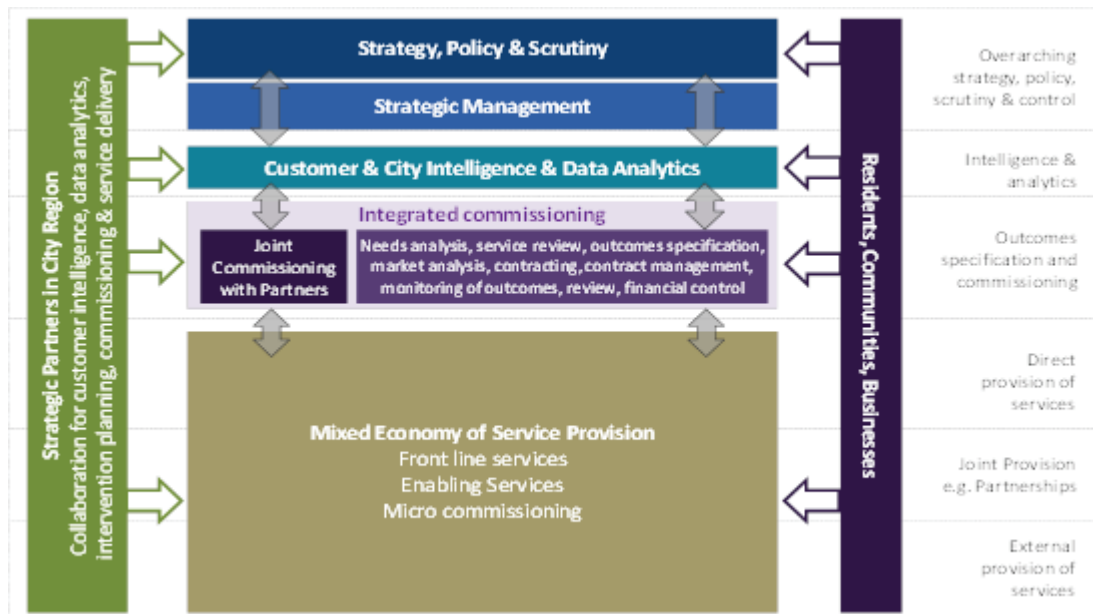 Strategic Partners in City Region
Collaboration for customer intelligence, data analytics,
intervention planning, commissioning & service delivery
Strategy, Policy & Scrutiny
Strategic Management
Customer & City Intelligence & Data Analytics
Integrated commissioning
Joint
Commissioning
with Partners
Needs analysis, service review, outcomes specification,
market analysis, contracting, contract management,
monitoring of outcomes, review, financial control
Mixed Economy of Service Provision
Front line services
Enabling Services
Micro commissioning
Residents, Communities, Businesses
Overarching
strategy, policy,
scrutiny & control
Intelligence &
analytics
Outcomes
specification and
commissioning
Direct
provision of
services
Joint Provision
e.g. Partnerships
External
provision of
services